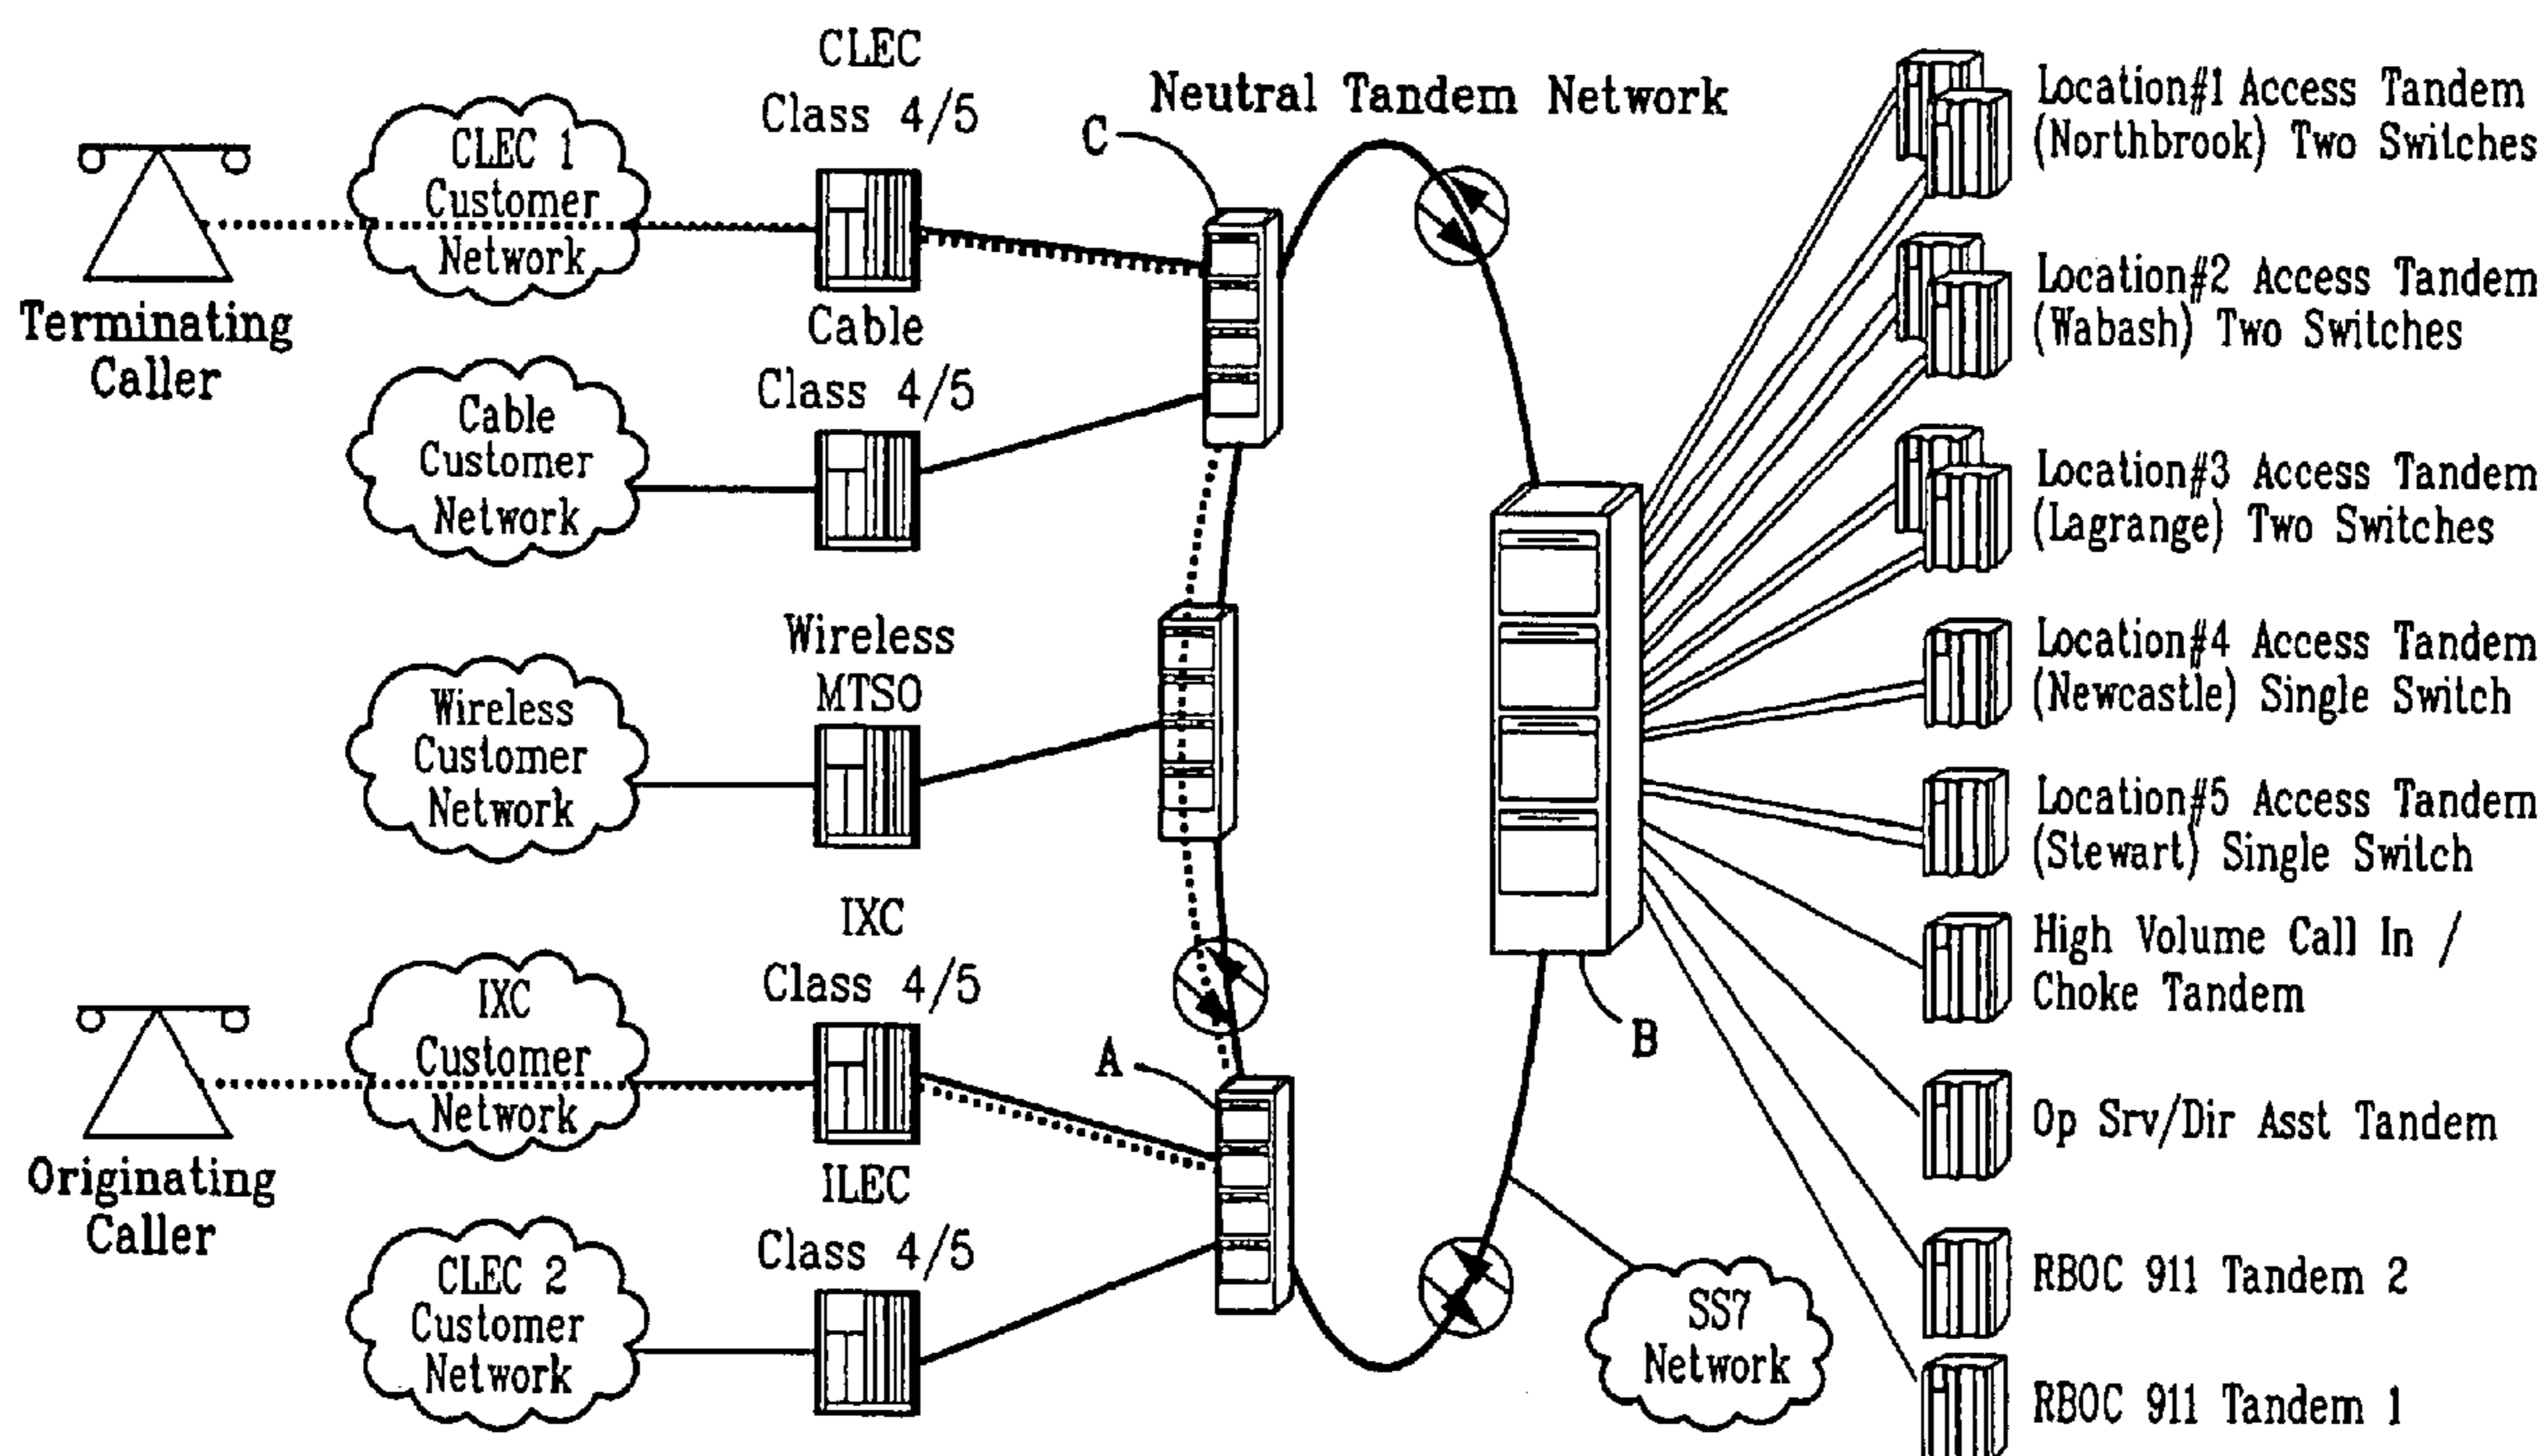 CLEC
Class 4/5
CLEC 1
Customer
Network
Terminating
Caller
Cable
Class 4/5
Cable
Customer
Network
Wireless
MTSO
Wireless
Customer
Network
IXC
Class 4/5
IXC
Customer
Network
Originating
Caller
ILEC
Class 4/5
CLEC 2
Customer
Network
Neutral Tandem Network
C
A
B
SS7
Network
Location#1 Access Tandem
(Northbrook) Two Switches
Location#2 Access Tandem
(Wabash) Two Switches
Location#3 Access Tandem
(Lagrange) Two Switches
Location#4 Access Tandem
(Newcastle) Single Switch
Location#5 Access Tandem
(Stewart) Single Switch
High Volume Call In /
Choke Tandem
Op Srv/Dir Asst Tandem
RBOC 911 Tandem 2
RBOC 911 Tandem 1